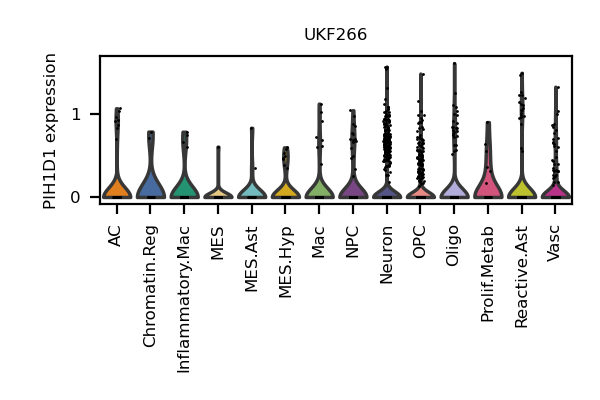 UKF266
PIH1D1 expression
1
0
AC
Chromatin.Reg
Inflammatory.Mac
MES
MES.Ast
MES.Hyp
Mac
NPC
Neuron
OPC
Oligo
Prolif.Metab
Reactive.Ast
Vasc